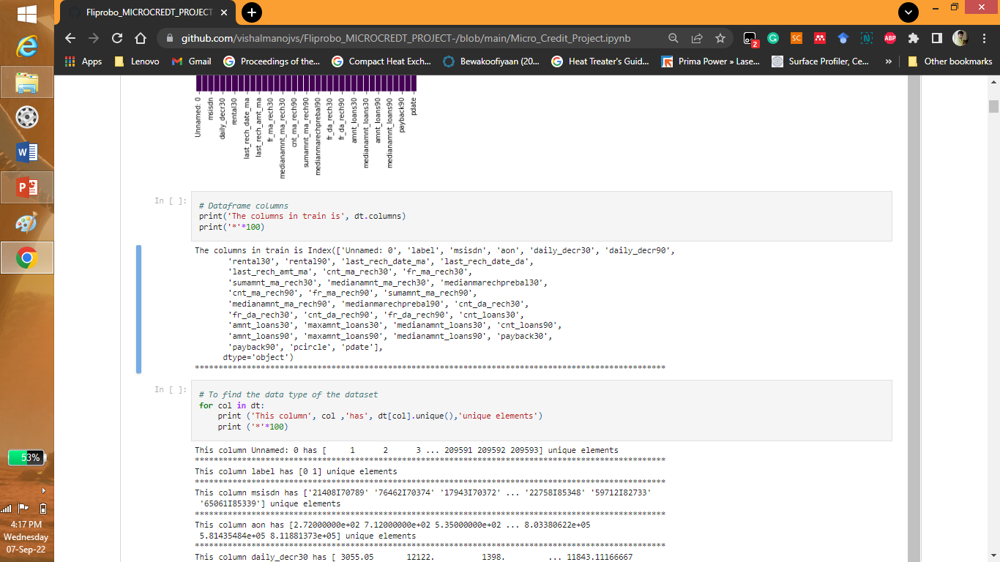 Fliprobo_MICROCREDT_PROJECT-
github.com/vishalmanojvs/Fliprobo_MICROCREDT_PROJECT-/blob/main/Micro_Credit_Project.ipynb
2
SC
ABP
Apps Lenovo Gmail Proceedings of the... Compact Heat Exch... Bewakoofiyaan (20... Heat Treater's Guid... Prima Power » Lase... Surface Profiler, Ce... » Other bookmarks
Unnamed: 0
msisdn
daily_decr30
rental30
last_rech_date_ma
last_rech_amt_ma
fr_ma_rech30
medianamnt_ma_rech30
cnt_ma_rech90
sumamnt_ma_rech90
medianmarechprebal90
fr_da_rech30
fr_da_rech90
amnt_loans30
medianamnt_loans30
amnt_loans90
medianamnt_loans90
payback90
pdate
In [ ]:
# Dataframe columns
print('The columns in train is', dt.columns)
print('*'*100)
The columns in train is Index(['Unnamed: 0', 'label', 'msisdn', 'aon', 'daily_decr30', 'daily_decr90',
'rental30', 'rental90', 'last_rech_date_ma', 'last_rech_date_da',
'last_rech_amt_ma', 'cnt_ma_rech30', 'fr_ma_rech30',
'sumamnt_ma_rech30', 'medianamnt_ma_rech30', 'medianmarechprebal30',
'cnt_ma_rech90', 'fr_ma_rech90', 'sumamnt_ma_rech90',
'medianamnt_ma_rech90', 'medianmarechprebal90', 'cnt_da_rech30',
'fr_da_rech30', 'cnt_da_rech90', 'fr_da_rech90', 'cnt_loans30',
'amnt_loans30', 'maxamnt_loans30', 'medianamnt_loans30', 'cnt_loans90',
'amnt_loans90', 'maxamnt_loans90', 'medianamnt_loans90', 'payback30',
'payback90', 'pcircle', 'pdate'],
dtype='object')
****************************************************************************************************
In [ ]:
# To find the data type of the dataset
for col in dt:
print ('This column', col ,'has', dt[col].unique(),'unique elements')
print ('*'*100)
This column Unnamed: 0 has [ 1 2 3 ... 209591 209592 209593] unique elements
****************************************************************************************************
This column label has [0 1] unique elements
****************************************************************************************************
This column msisdn has ['21408I70789' '76462I70374' '17943I70372' ... '22758I85348' '59712I82733'
'65061I85339'] unique elements
****************************************************************************************************
This column aon has [2.72000000e+02 7.12000000e+02 5.35000000e+02 ... 8.03380622e+05
5.81435484e+05 8.11881373e+05] unique elements
****************************************************************************************************
This column daily_decr30 has [ 3055.05 12122. 1398. ... 11843.11166667
53%
4:17 PM
Wednesday
07-Sep-22